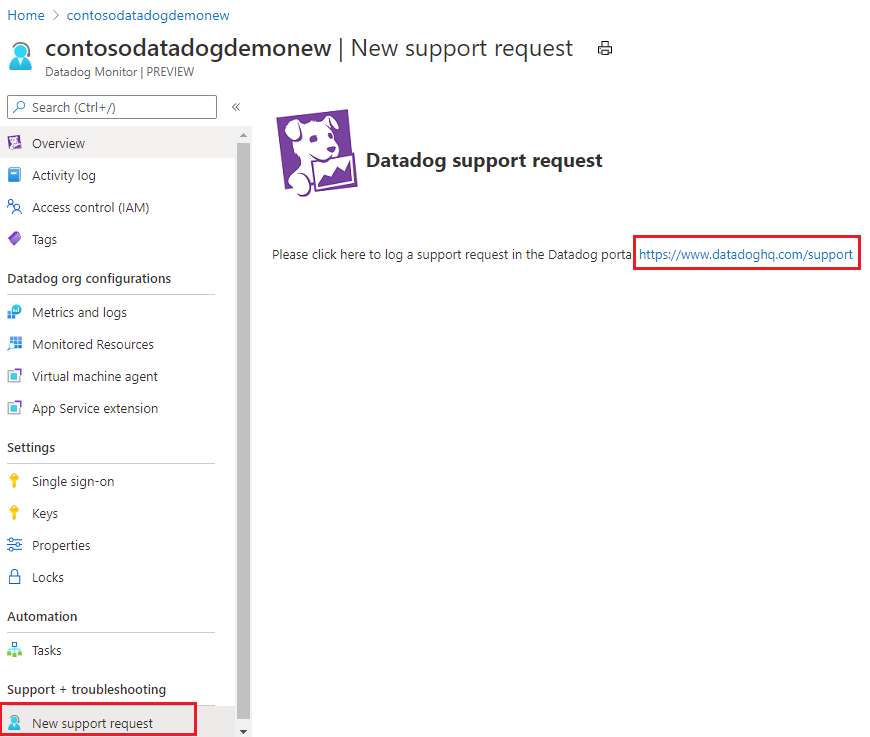 Home > contosodatadogdemonew
contosodatadogdemonew | New support request
Datadog Monitor | PREVIEW
Search (Ctrl+/)
«
Overview
Activity log
Access control (IAM)
Tags
Datadog org configurations
Metrics and logs
Monitored Resources
Virtual machine agent
App Service extension
Settings
Single sign-on
Keys
Properties
Locks
Automation
Tasks
Support + troubleshooting
New support request
Datadog support request
Please click here to log a support request in the Datadog porta https://www.datadoghq.com/support